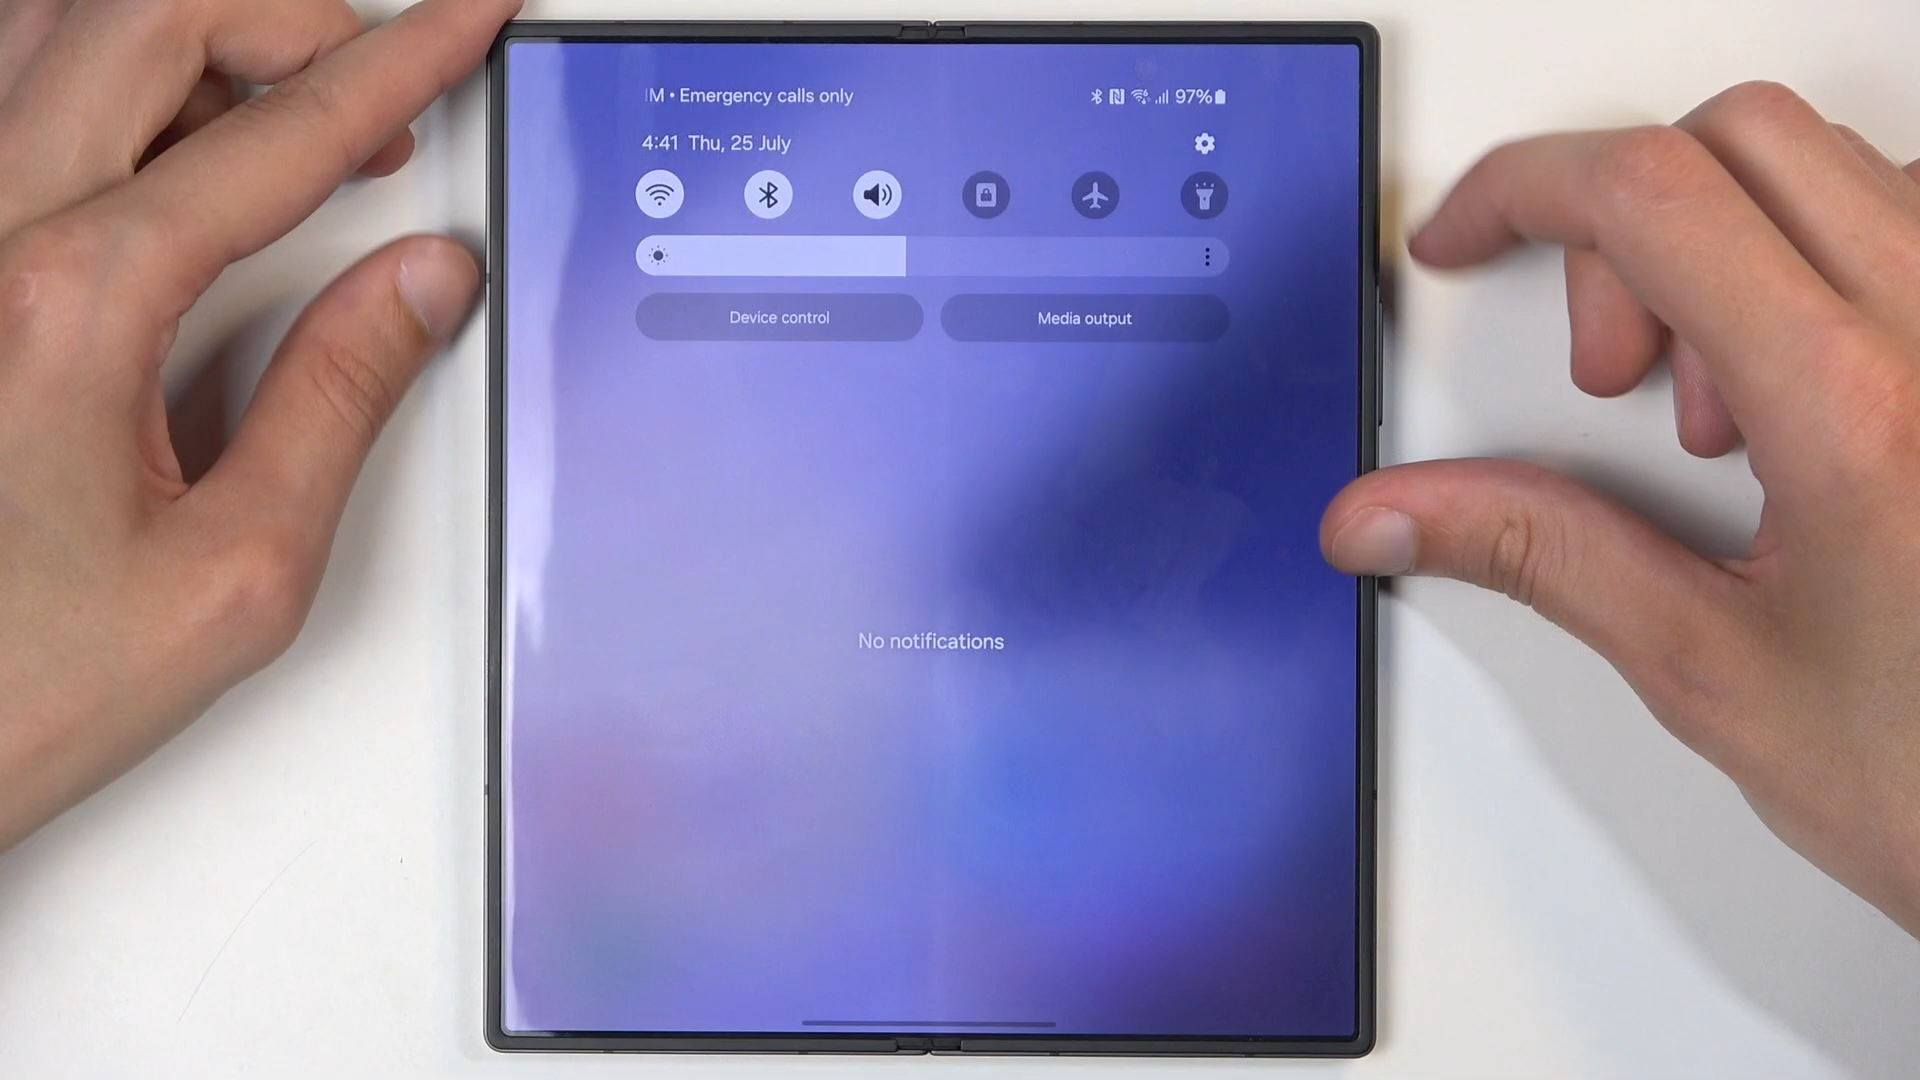 M • Emergency calls only
97%
4:41 Thu, 25 July
Device control
Media output
No notifications